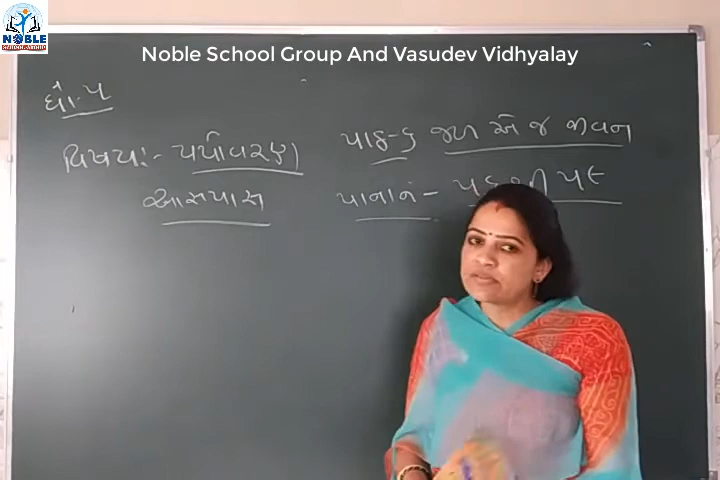 NOBLE
Noble School Group And Vasudev Vidhyalay
ધો. ૫
વિષય:- પર્યાવરણ
આસપાસ
પાઠ-૬ જળ એ જ જીવન
પાના નં - ૫૬ થી ૫૯